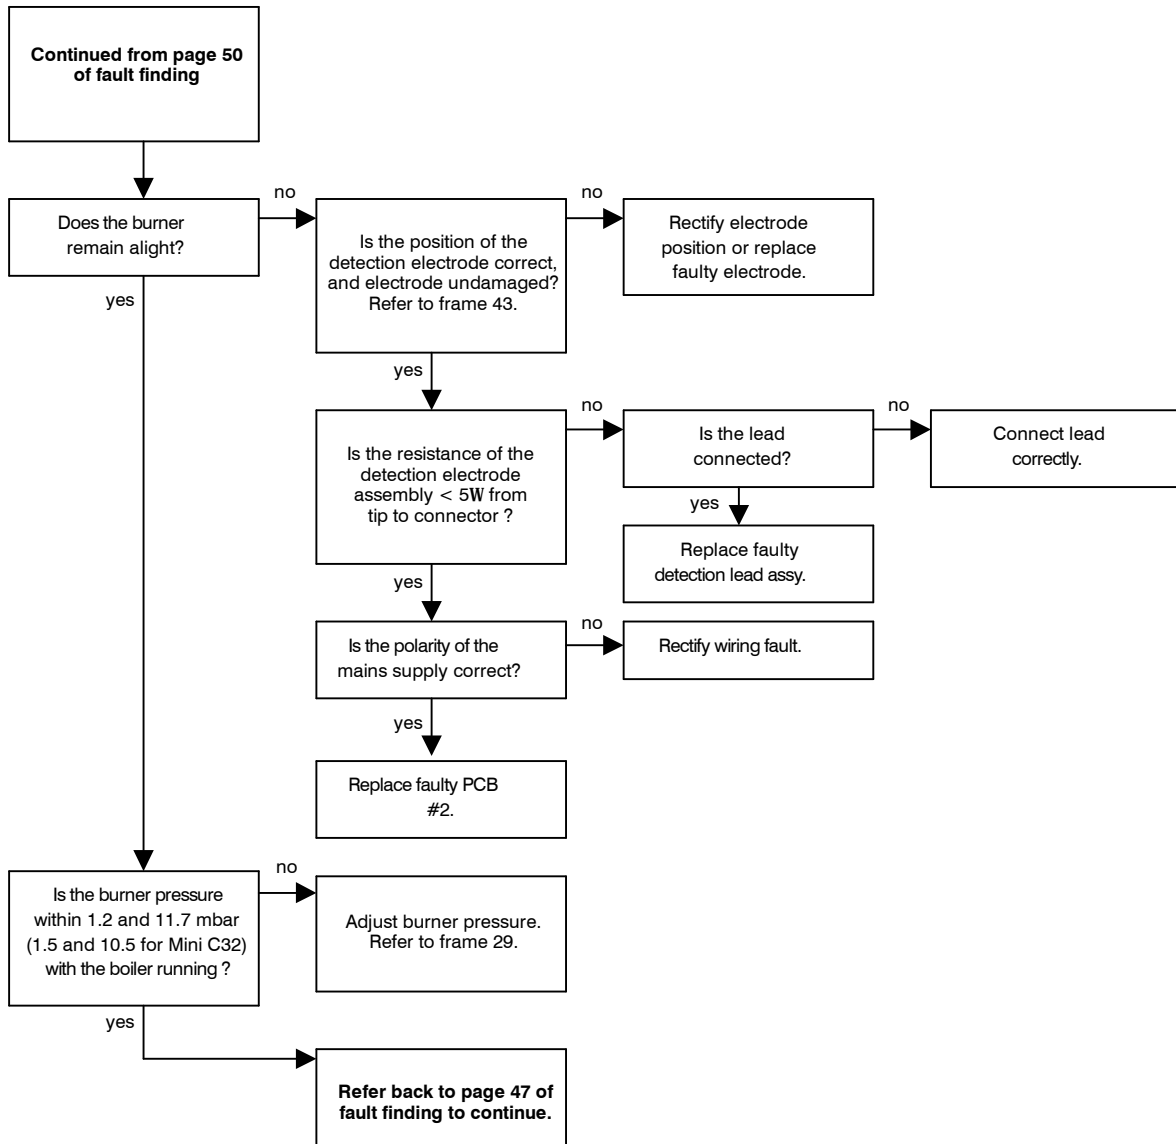 Continued from page 50
of fault finding
Does the burner
remain alight?
no
Is the position of the
detection electrode correct,
and electrode undamaged?
Refer to frame 43.
no
Rectify electrode
position or replace
faulty electrode.
yes
yes
Is the resistance of the
detection electrode
assembly < 5W from
tip to connector ?
no
Is the lead
connected?
no
Connect lead
correctly.
yes
Replace faulty
detection lead assy.
yes
Is the polarity of the
mains supply correct?
no
Rectify wiring fault.
yes
Replace faulty PCB
#2.
Is the burner pressure
within 1.2 and 11.7 mbar
(1.5 and 10.5 for Mini C32)
with the boiler running ?
no
Adjust burner pressure.
Refer to frame 29.
yes
Refer back to page 47 of
fault finding to continue.